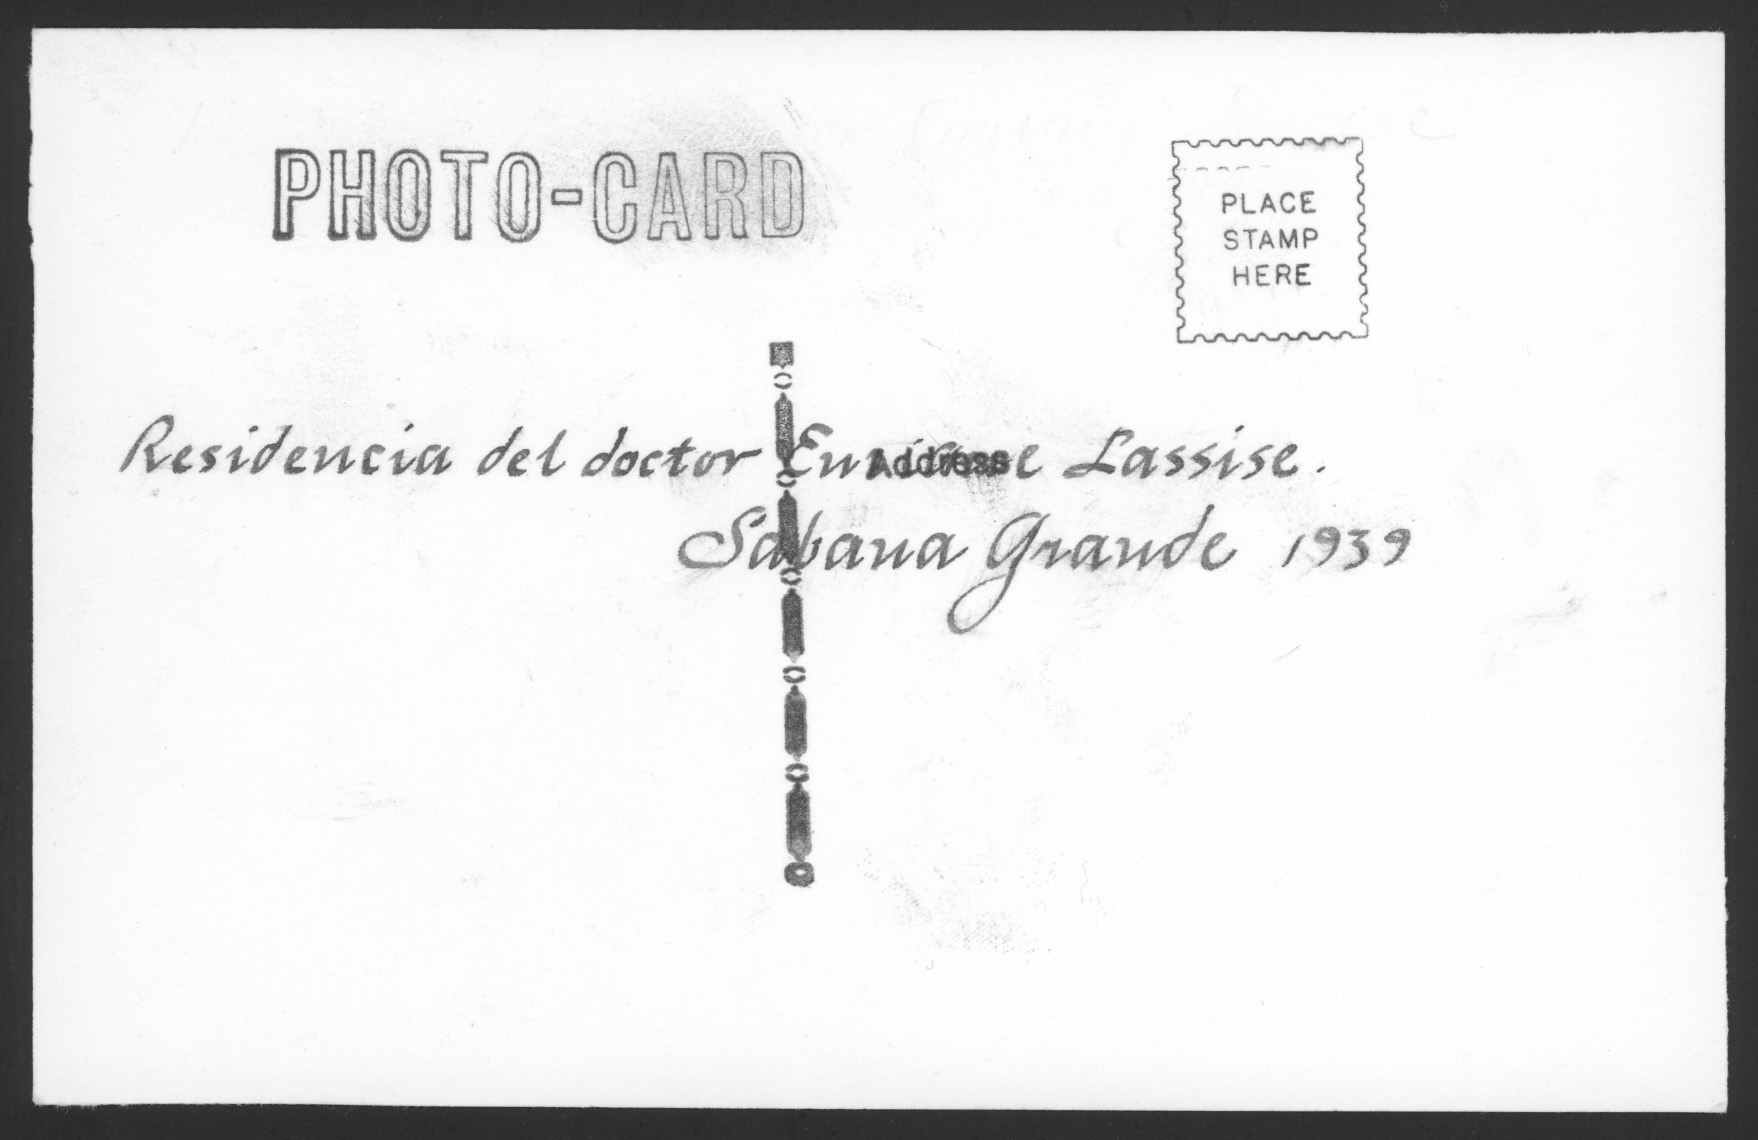 PHOTO-CARD
PLACE
STAMP
HERE
Residencia del doctor Lassise.
Address
Sabana Grande 1939